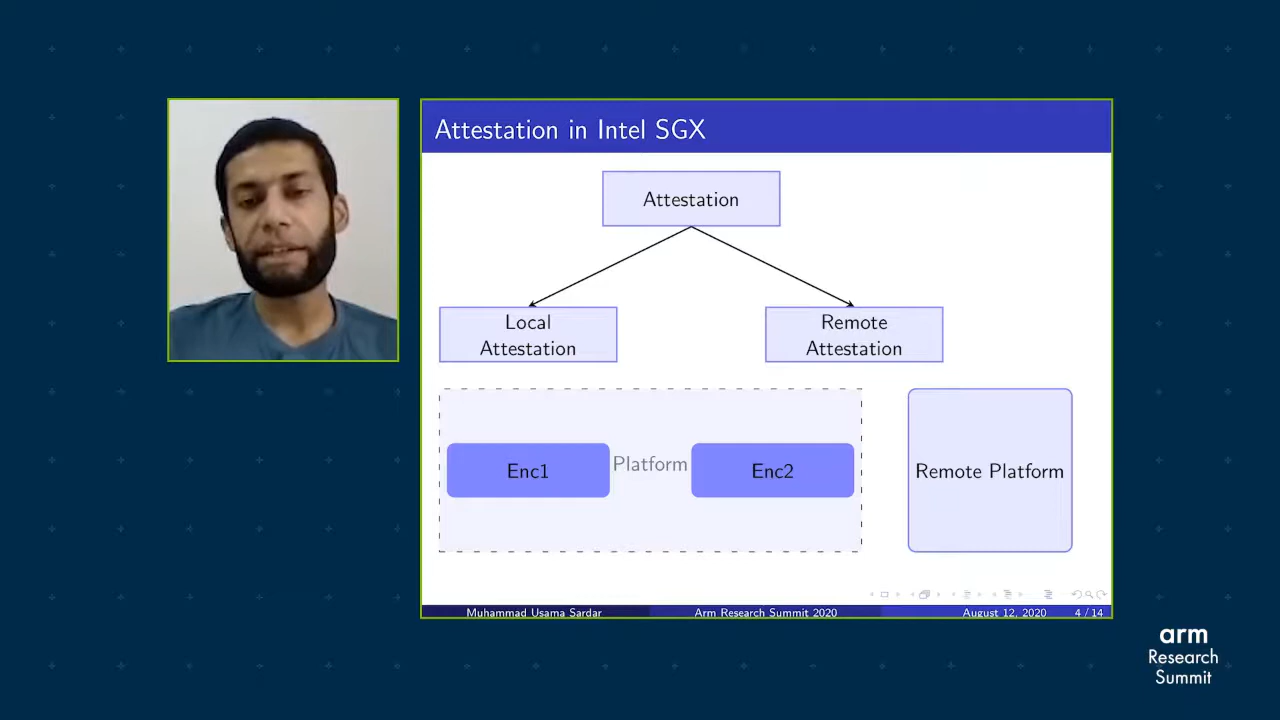 Attestation in Intel SGX
Attestation
Local
Attestation
Remote
Attestation
Enc1
Platform
Enc2
Remote Platform
Muhammad Usama Sardar
Arm Research Summit 2020
August 12, 2020
4 / 14
arm
Research
Summit